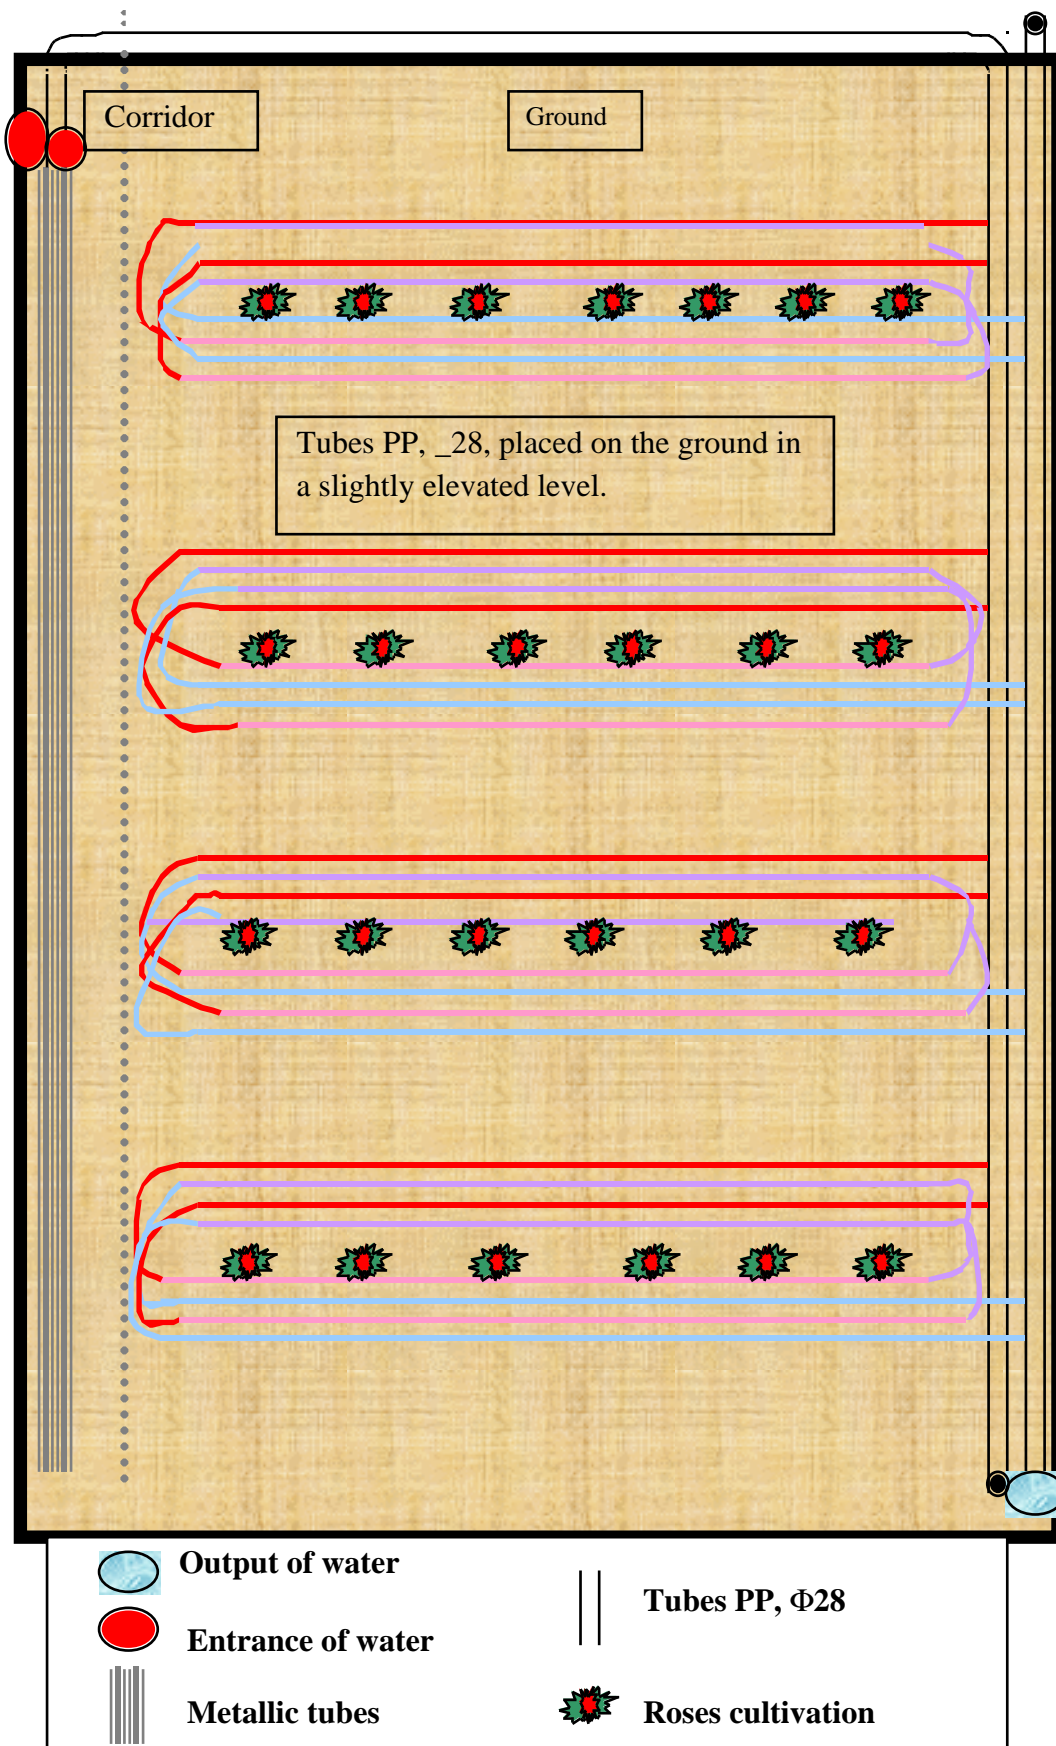 Corridor
Ground
Tubes PP, _28, placed on the ground in
a slightly elevated level.
Output of water
Tubes PP, Φ28
Entrance of water
Metallic tubes
Roses cultivation